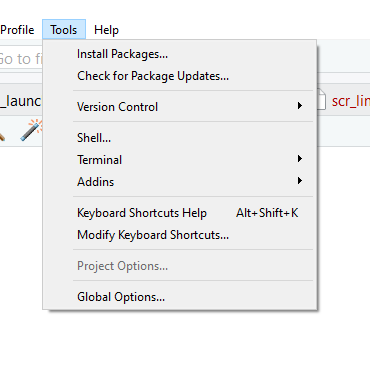 Profile Tools Help
Go to fi
_launc
scr_lin
Install Packages...
Check for Package Updates...
Version Control
Shell...
Terminal
Addins
Keyboard Shortcuts Help Alt+Shift+K
Modify Keyboard Shortcuts...
Project Options...
Global Options...